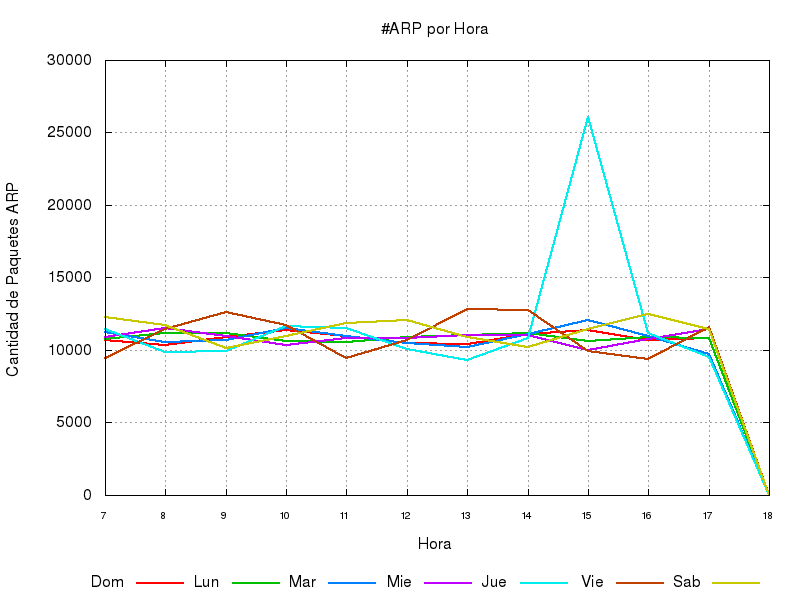 #ARP por Hora
30000
25000
20000
15000
10000
5000
0
Cantidad de Paquetes ARP
7 8 9 10 11 12 13 14 15 16 17 18
Hora
Dom Lun Mar Mie Jue Vie Sab